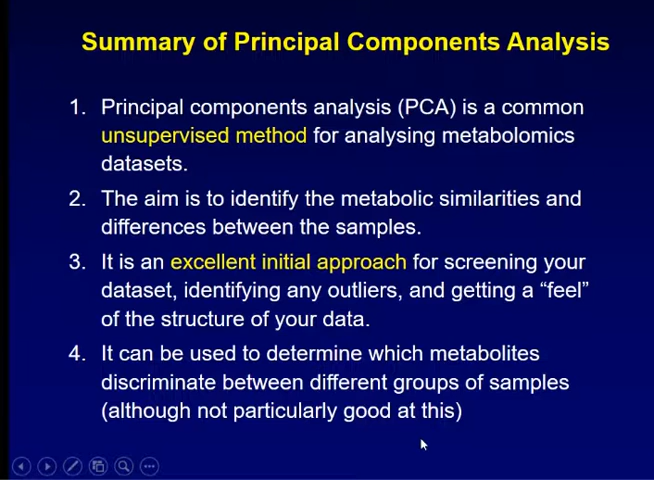 Summary of Principal Components Analysis
1. Principal components analysis (PCA) is a common
unsupervised method for analysing metabolomics
datasets.
2. The aim is to identify the metabolic similarities and
differences between the samples.
3. It is an excellent initial approach for screening your
dataset, identifying any outliers, and getting a “feel”
of the structure of your data.
4. It can be used to determine which metabolites
discriminate between different groups of samples
(although not particularly good at this)